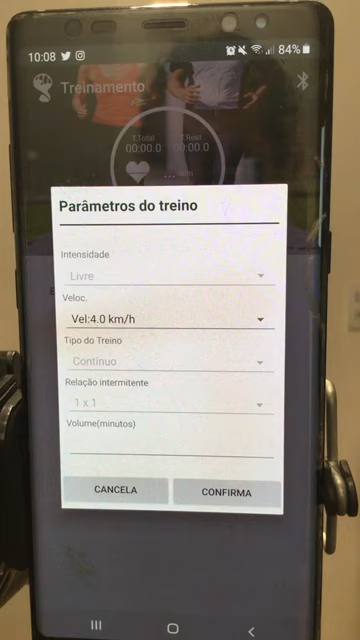 10:08
84%
Treinamento
T.Total
T.Rest
00:00.0
00:00.0
Parâmetros do treino
Intensidade
Livre
Veloc.
Vel:4.0 km/h
Tipo do Treino
Contínuo
Relação intermitente
1 x 1
Volume(minutos)
CANCELA
CONFIRMA